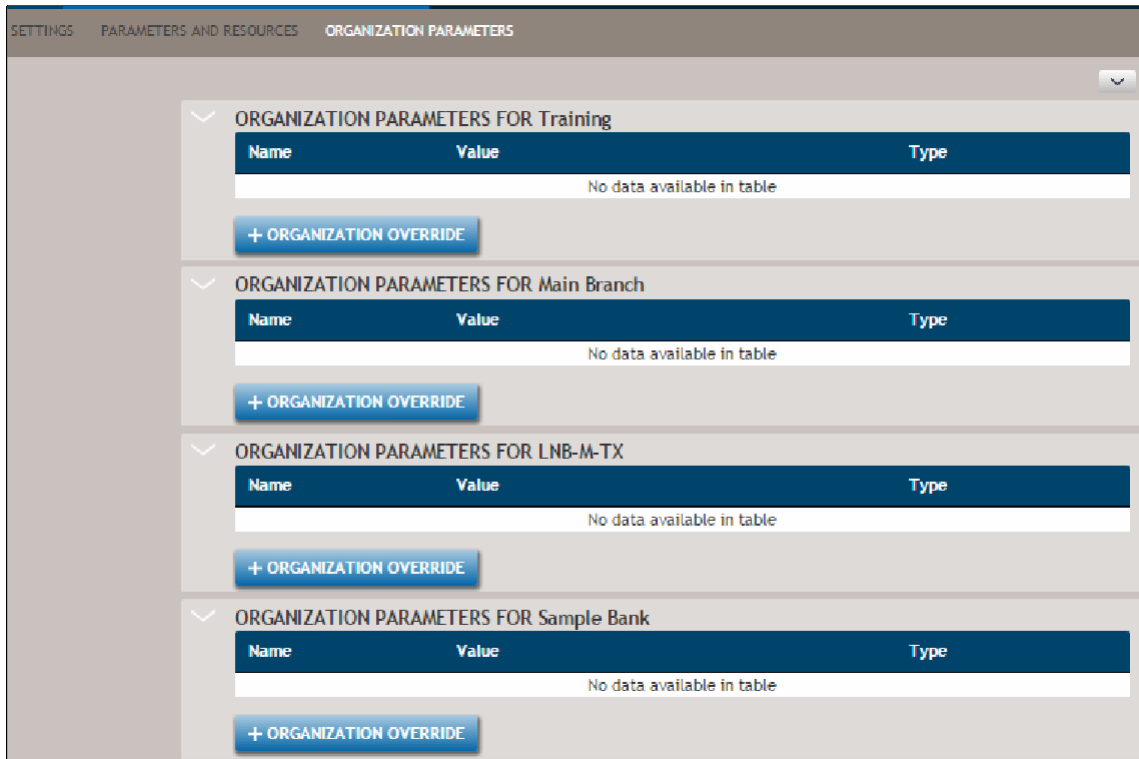 SETTINGS PARAMETERS AND RESOURCES ORGANIZATION PARAMETERS
ORGANIZATION PARAMETERS FOR Training
Name Value Type
No data available in table
+ ORGANIZATION OVERRIDE
ORGANIZATION PARAMETERS FOR Main Branch
Name Value Type
No data available in table
+ ORGANIZATION OVERRIDE
ORGANIZATION PARAMETERS FOR LNB-M-TX
Name Value Type
No data available in table
+ ORGANIZATION OVERRIDE
ORGANIZATION PARAMETERS FOR Sample Bank
Name Value Type
No data available in table
+ ORGANIZATION OVERRIDE